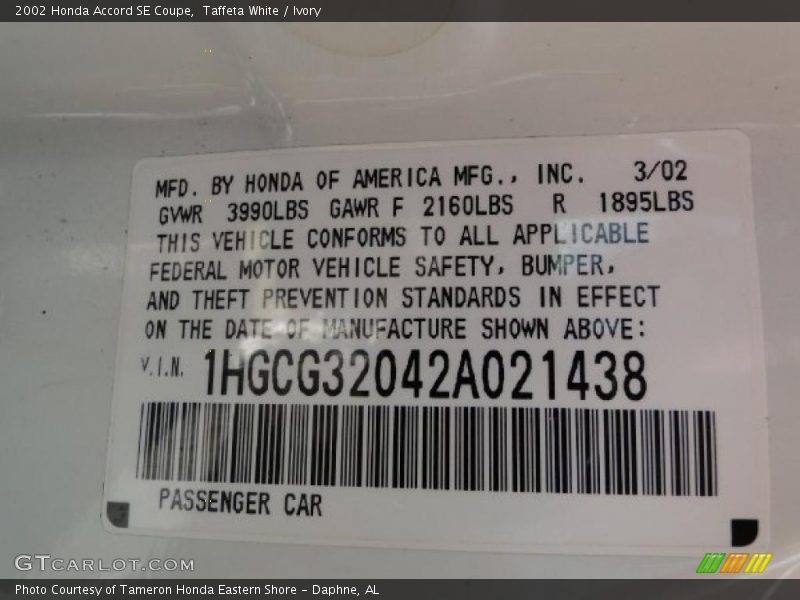 2002 Honda Accord SE Coupe,  Taffeta White / Ivory
MFD. BY HONDA OF AMERICA MFG., INC. 3/02
GVWR 3990LBS GAWR F 2160LBS R 1895LBS
THIS VEHICLE CONFORMS TO ALL APPLICABLE
FEDERAL MOTOR VEHICLE SAFETY, BUMPER,
AND THEFT PREVENTION STANDARDS IN EFFECT
ON THE DATE OF MANUFACTURE SHOWN ABOVE:
V.I.N. 1HGCG32042A021438
PASSENGER CAR
GTCARLOT.COM
Photo Courtesy of Tameron Honda Eastern Shore – Daphne, AL